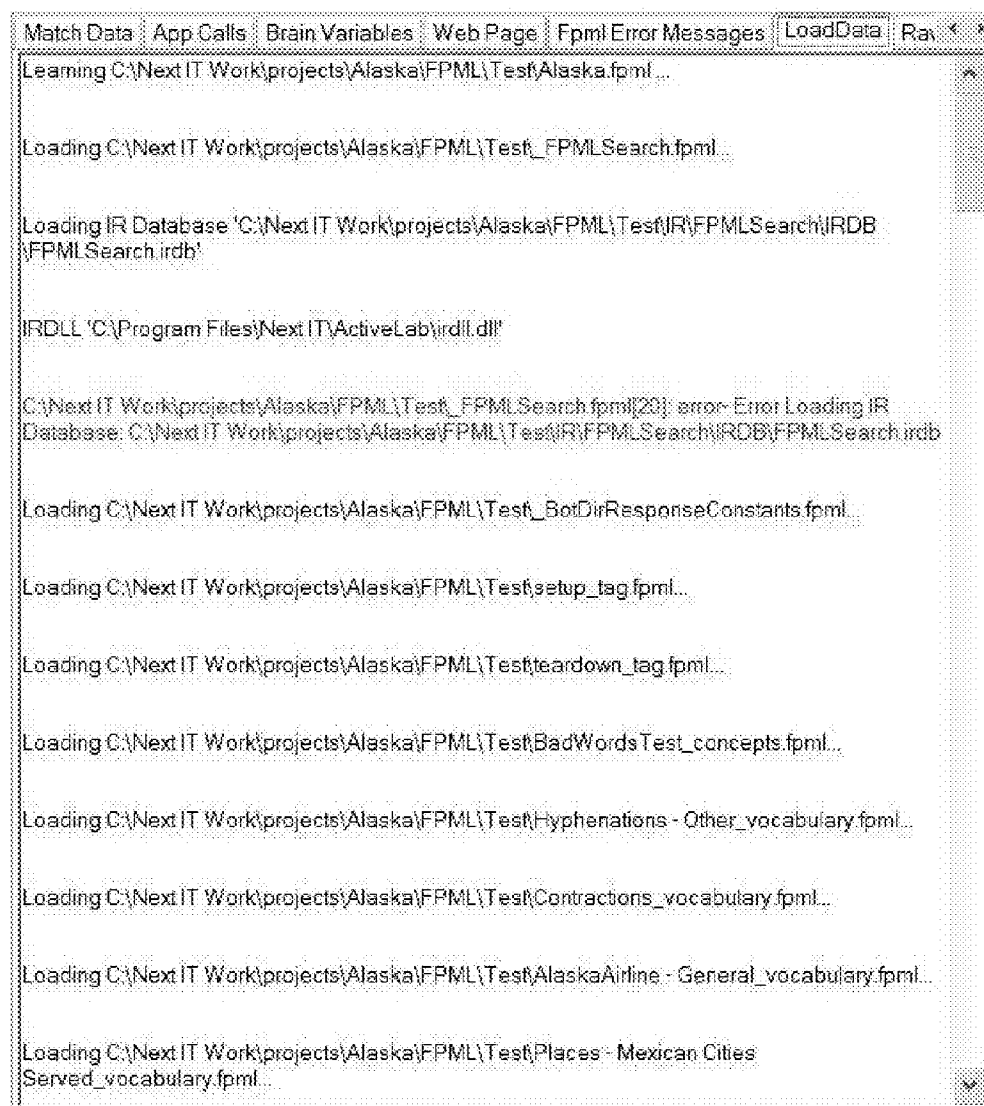 Match Data App Calls Brain Variables Web Page Fpml Error Messages LoadData
Learning C:\Next IT Work\projects\Alaska\FPML\Test\Alaska.fpml...
Loading C:\Next IT Work\projects\Alaska\FPML\Test\_FPMLSearch.fpml...
Loading IR Database 'C:\Next IT Work\projects\Alaska\FPML\Test\IR\FPMLSearch\IRDB
\FPMLSearch.irdb'
IRDLL 'C:\Program Files\Next IT\ActiveLab\irdll.dll'
C:\Next IT Work\projects\Alaska\FPML\Test\_FPMLSearch.fpml[20]: error- Error Loading IR
Database: C:\Next IT Work\projects\Alaska\FPML\Test\IR\FPMLSearch\IRDB\FPMLSearch.irdb
Loading C:\Next IT Work\projects\Alaska\FPML\Test\_BotDirResponseConstants.fpml...
Loading C:\Next IT Work\projects\Alaska\FPML\Test\setup_tag.fpml...
Loading C:\Next IT Work\projects\Alaska\FPML\Test\teardown_tag.fpml...
Loading C:\Next IT Work\projects\Alaska\FPML\Test\BadWordsTest_concepts.fpml...
Loading C:\Next IT Work\projects\Alaska\FPML\Test\Hyphenations - Other_vocabulary.fpml...
Loading C:\Next IT Work\projects\Alaska\FPML\Test\Contractions_vocabulary.fpml...
Loading C:\Next IT Work\projects\Alaska\FPML\Test\AlaskaAirline - General_vocabulary.fpml...
Loading C:\Next IT Work\projects\Alaska\FPML\Test\Places - Mexican Cities
Served_vocabulary.fpml...